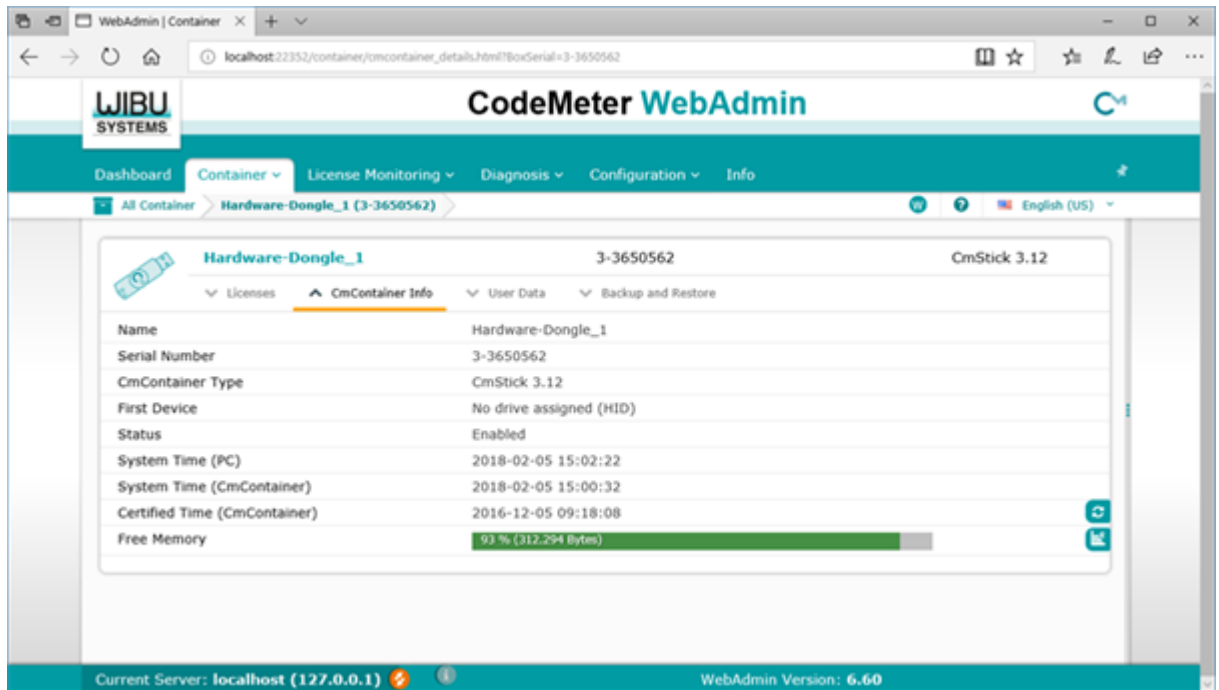 WebAdmin | Container
localhost:22352/container/cmcontainer_details.html?BoxSerial=3-3650562
WIBU
SYSTEMS
CodeMeter WebAdmin
Dashboard Container License Monitoring Diagnosis Configuration Info
All Container Hardware-Dongle_1 (3-3650562) W ? English (US)
Hardware-Dongle_1 3-3650562 CmStick 3.12
Licenses CmContainer Info User Data Backup and Restore
Name Hardware-Dongle_1
Serial Number 3-3650562
CmContainer Type CmStick 3.12
First Device No drive assigned (HID)
Status Enabled
System Time (PC) 2018-02-05 15:02:22
System Time (CmContainer) 2018-02-05 15:00:32
Certified Time (CmContainer) 2016-12-05 09:18:08
Free Memory 93 % (312.294 Bytes)
Current Server: localhost (127.0.0.1) WebAdmin Version: 6.60